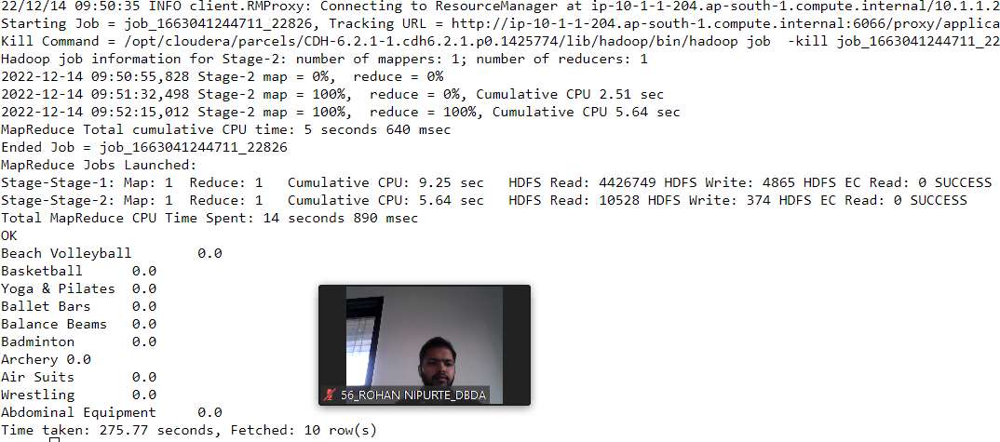 22/12/14 09:50:35 INFO client.RMProxy: Connecting to ResourceManager at ip-10-1-1-204.ap-south-1.compute.internal/10.1.1.2
Starting Job = job_1663041244711_22826, Tracking URL = http://ip-10-1-1-204.ap-south-1.compute.internal:6066/proxy/applica
Kill Command = /opt/cloudera/parcels/CDH-6.2.1-1.cdh6.2.1.p0.1425774/lib/hadoop/bin/hadoop job  -kill job_1663041244711_22
Hadoop job information for Stage-2: number of mappers: 1; number of reducers: 1
2022-12-14 09:50:55,828 Stage-2 map = 0%,  reduce = 0%
2022-12-14 09:51:32,498 Stage-2 map = 100%,  reduce = 0%, Cumulative CPU 2.51 sec
2022-12-14 09:52:15,012 Stage-2 map = 100%,  reduce = 100%, Cumulative CPU 5.64 sec
MapReduce Total cumulative CPU time: 5 seconds 640 msec
Ended Job = job_1663041244711_22826
MapReduce Jobs Launched:
Stage-Stage-1: Map: 1  Reduce: 1   Cumulative CPU: 9.25 sec   HDFS Read: 4426749 HDFS Write: 4865 HDFS EC Read: 0 SUCCESS
Stage-Stage-2: Map: 1  Reduce: 1   Cumulative CPU: 5.64 sec   HDFS Read: 10528 HDFS Write: 374 HDFS EC Read: 0 SUCCESS
Total MapReduce CPU Time Spent: 14 seconds 890 msec
OK
Beach Volleyball        0.0
Basketball      0.0
Yoga & Pilates  0.0
Ballet Bars     0.0
Balance Beams   0.0
Badminton       0.0
Archery 0.0
Air Suits       0.0
Wrestling       0.0
Abdominal Equipment     0.0
Time taken: 275.77 seconds, Fetched: 10 row(s)
56_ROHAN NIPURTE_DBDA